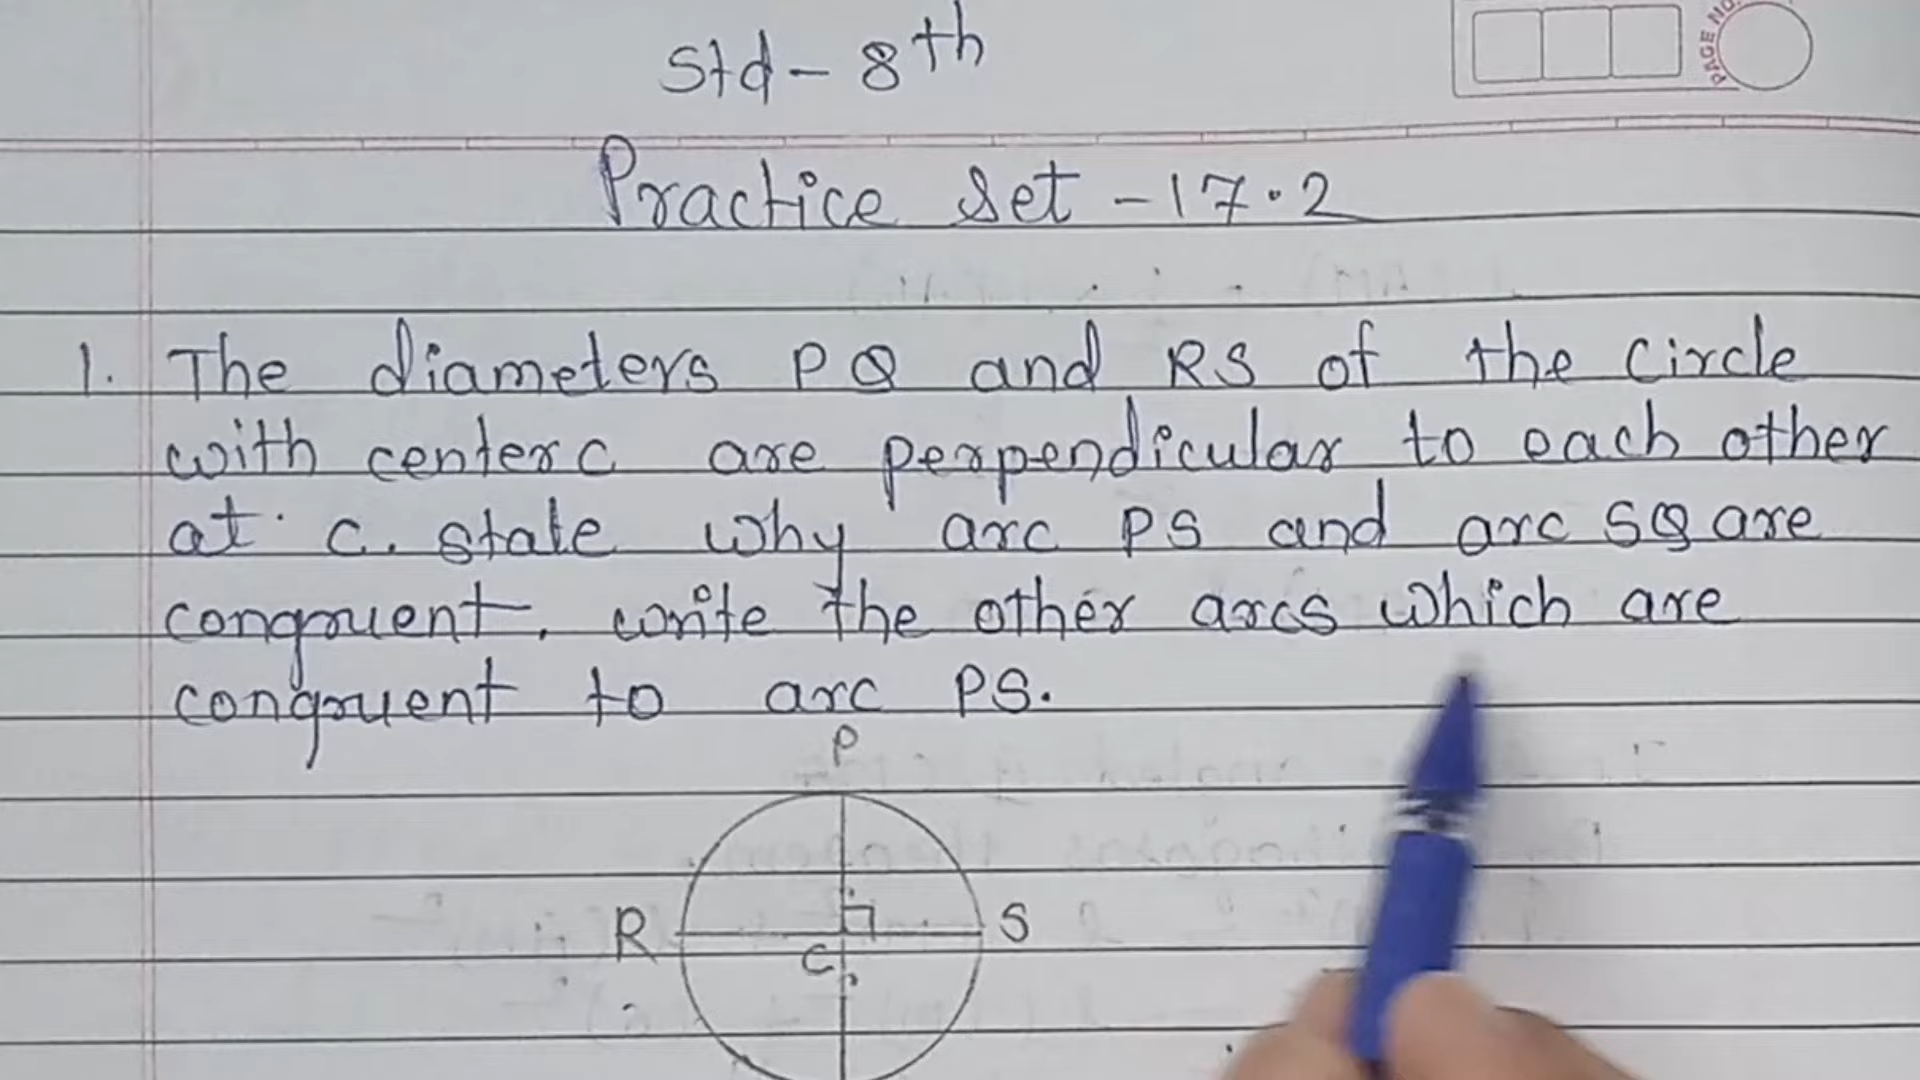 Std - 8th
PAGE NO.
Practice Set - 17.2
1. The diameters PQ and RS of the Circle
with center c are perpendicular to each other
at c. state why arc PS and arc SQ are
congruent. write the other arcs which are
congruent to arc PS.
P
R
S
C